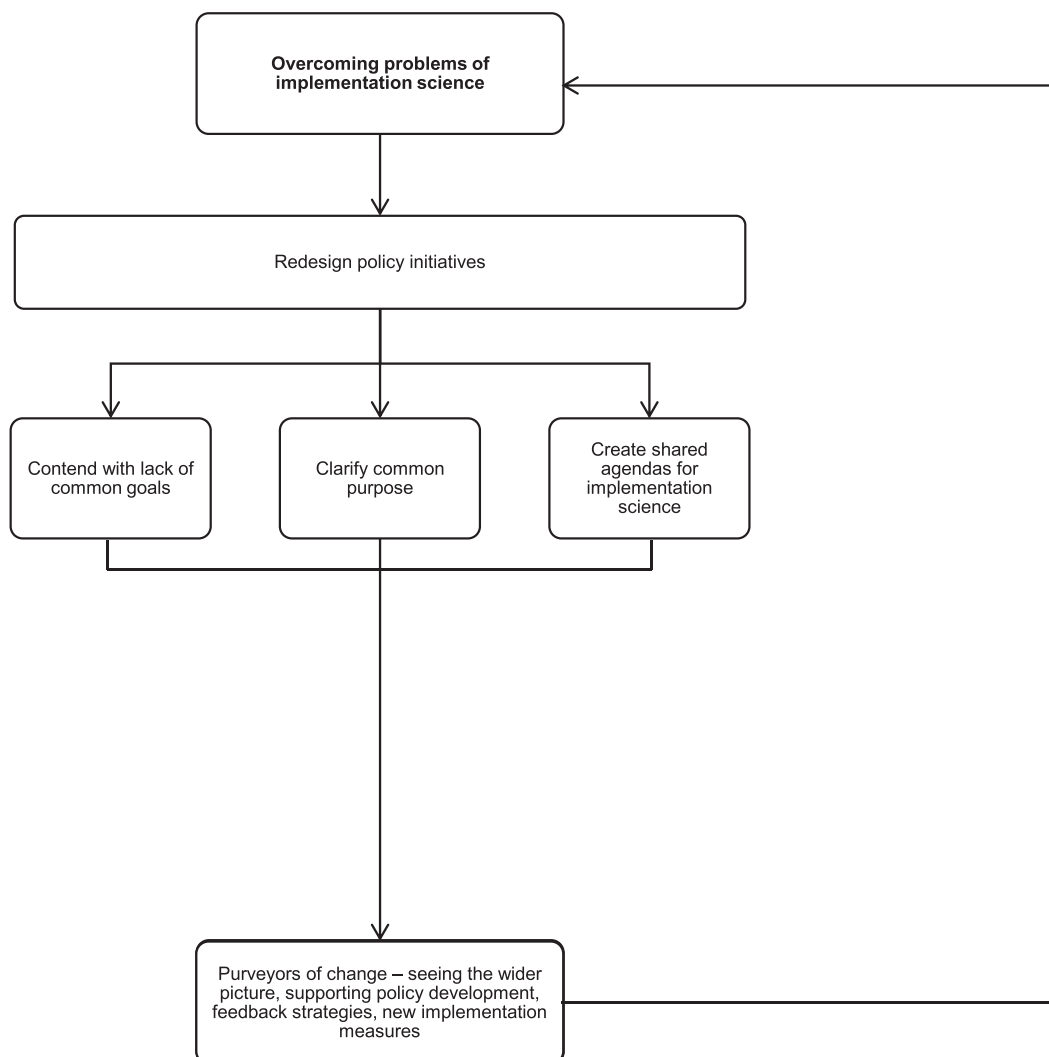 Overcoming problems of
implementation science
Redesign policy initiatives
Contend with lack of
common goals
Clarify common
purpose
Create shared
agendas for
implementation
science
Purveyors of change – seeing the wider
picture, supporting policy development,
feedback strategies, new implementation
measures